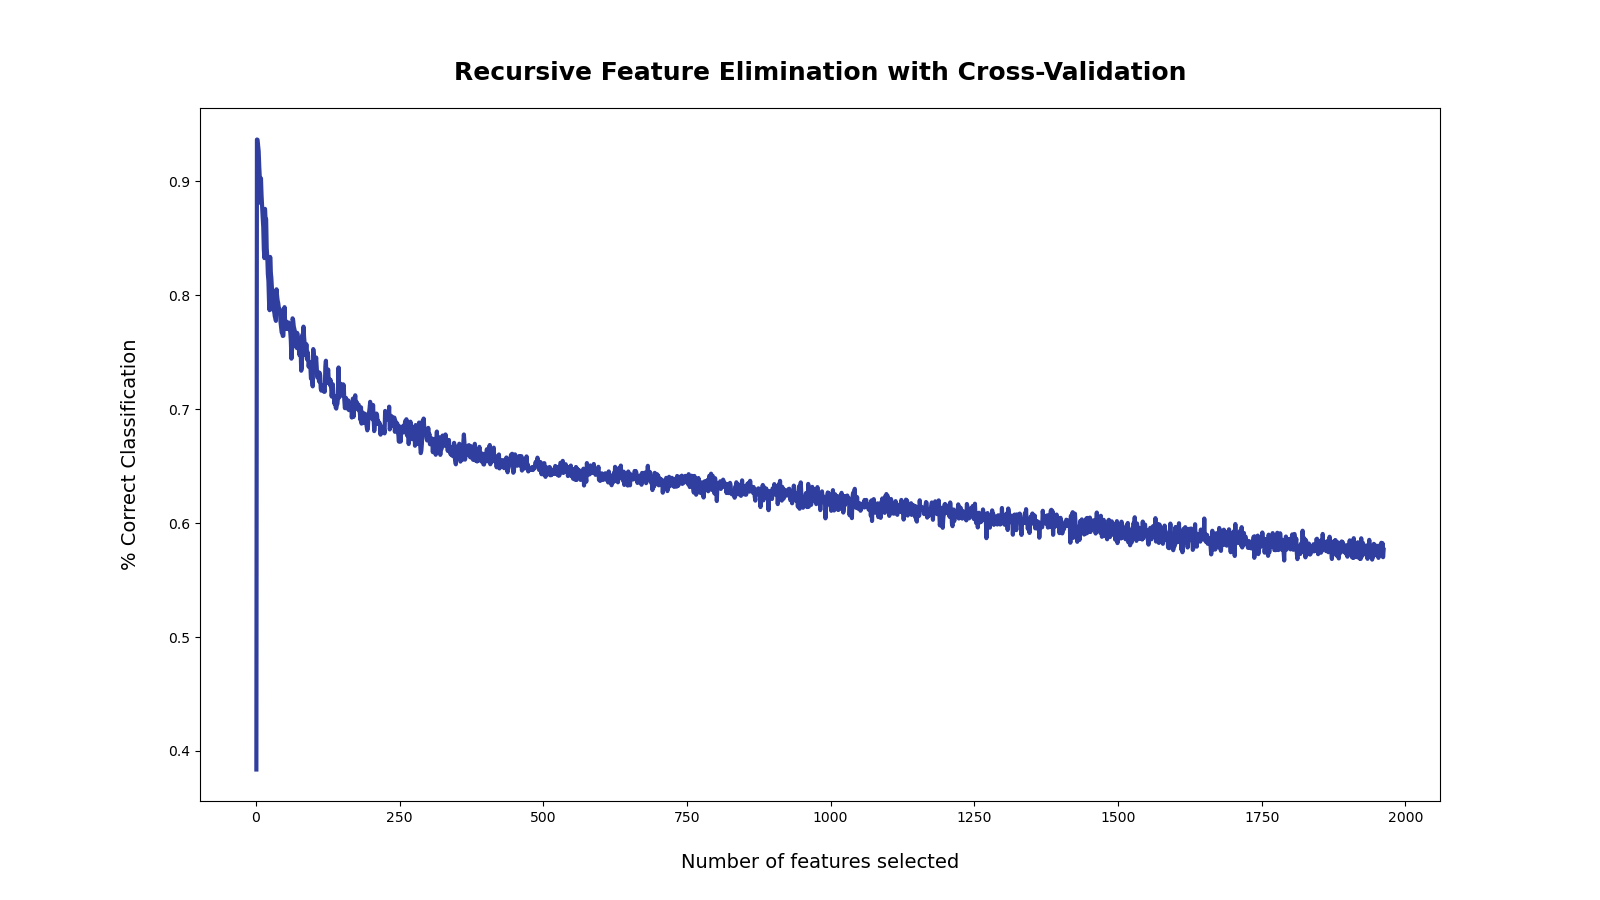 Recursive Feature Elimination with Cross-Validation
0.9
0.8
0.7
0.6
0.5
0.4
% Correct Classification
0 250 500 750 1000 1250 1500 1750 2000
Number of features selected